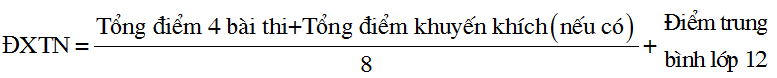 ĐXTN = Tổng điểm 4 bài thi+Tổng điểm khuyến khích(nếu có)
8
+ Điểm trung
bình lớp 12